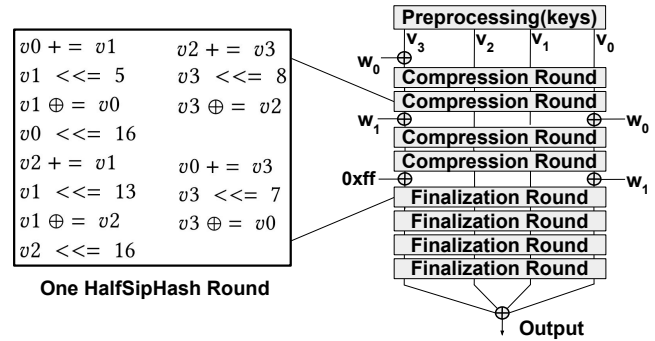 v0 += v1 v2 += v3
v1 <<= 5 v3 <<= 8
v1 ⊕= v0 v3 ⊕= v2
v0 <<= 16
v2 += v1 v0 += v3
v1 <<= 13 v3 <<= 7
v1 ⊕= v2 v3 ⊕= v0
v2 <<= 16
One HalfSipHash Round
Preprocessing(keys)
v3 v2 v1 v0
w0
Compression Round
Compression Round
w1 w0
Compression Round
Compression Round
0xff w1
Finalization Round
Finalization Round
Finalization Round
Finalization Round
Output